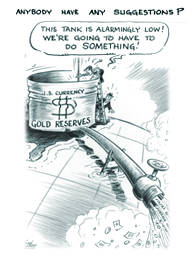 ANYBODY HAVE ANY SUGGESTIONS?
THIS TANK IS ALARMINGLY LOW!
WE'RE GOING TO HAVE TO
DO SOMETHING!
U.S. CURRENCY
$
GOLD RESERVES